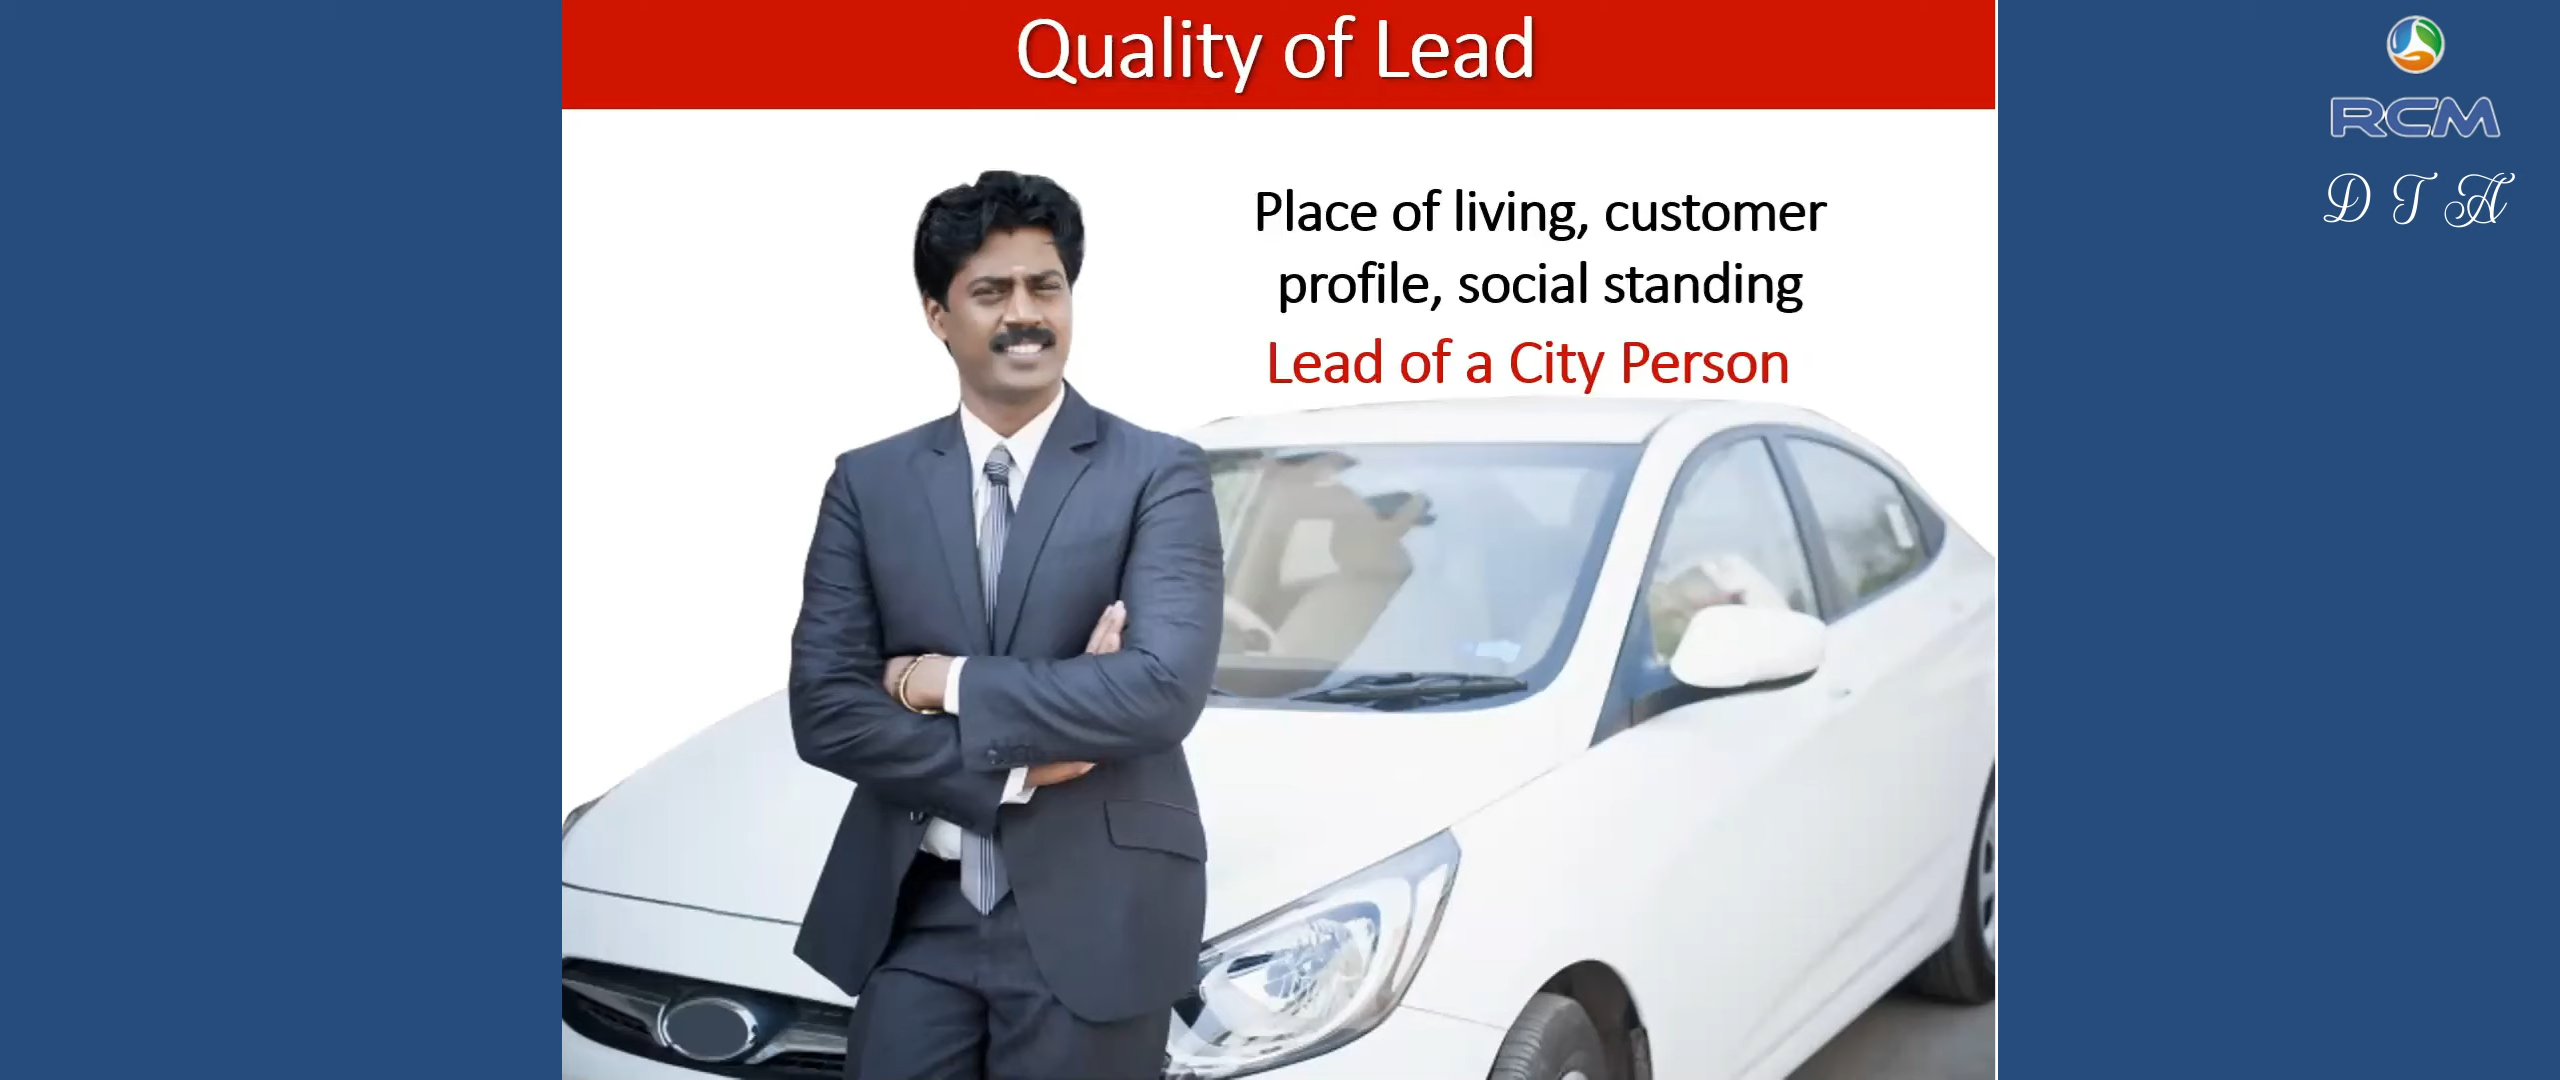 Quality of Lead
RCM
D T A
Place of living, customer
profile, social standing
Lead of a City Person